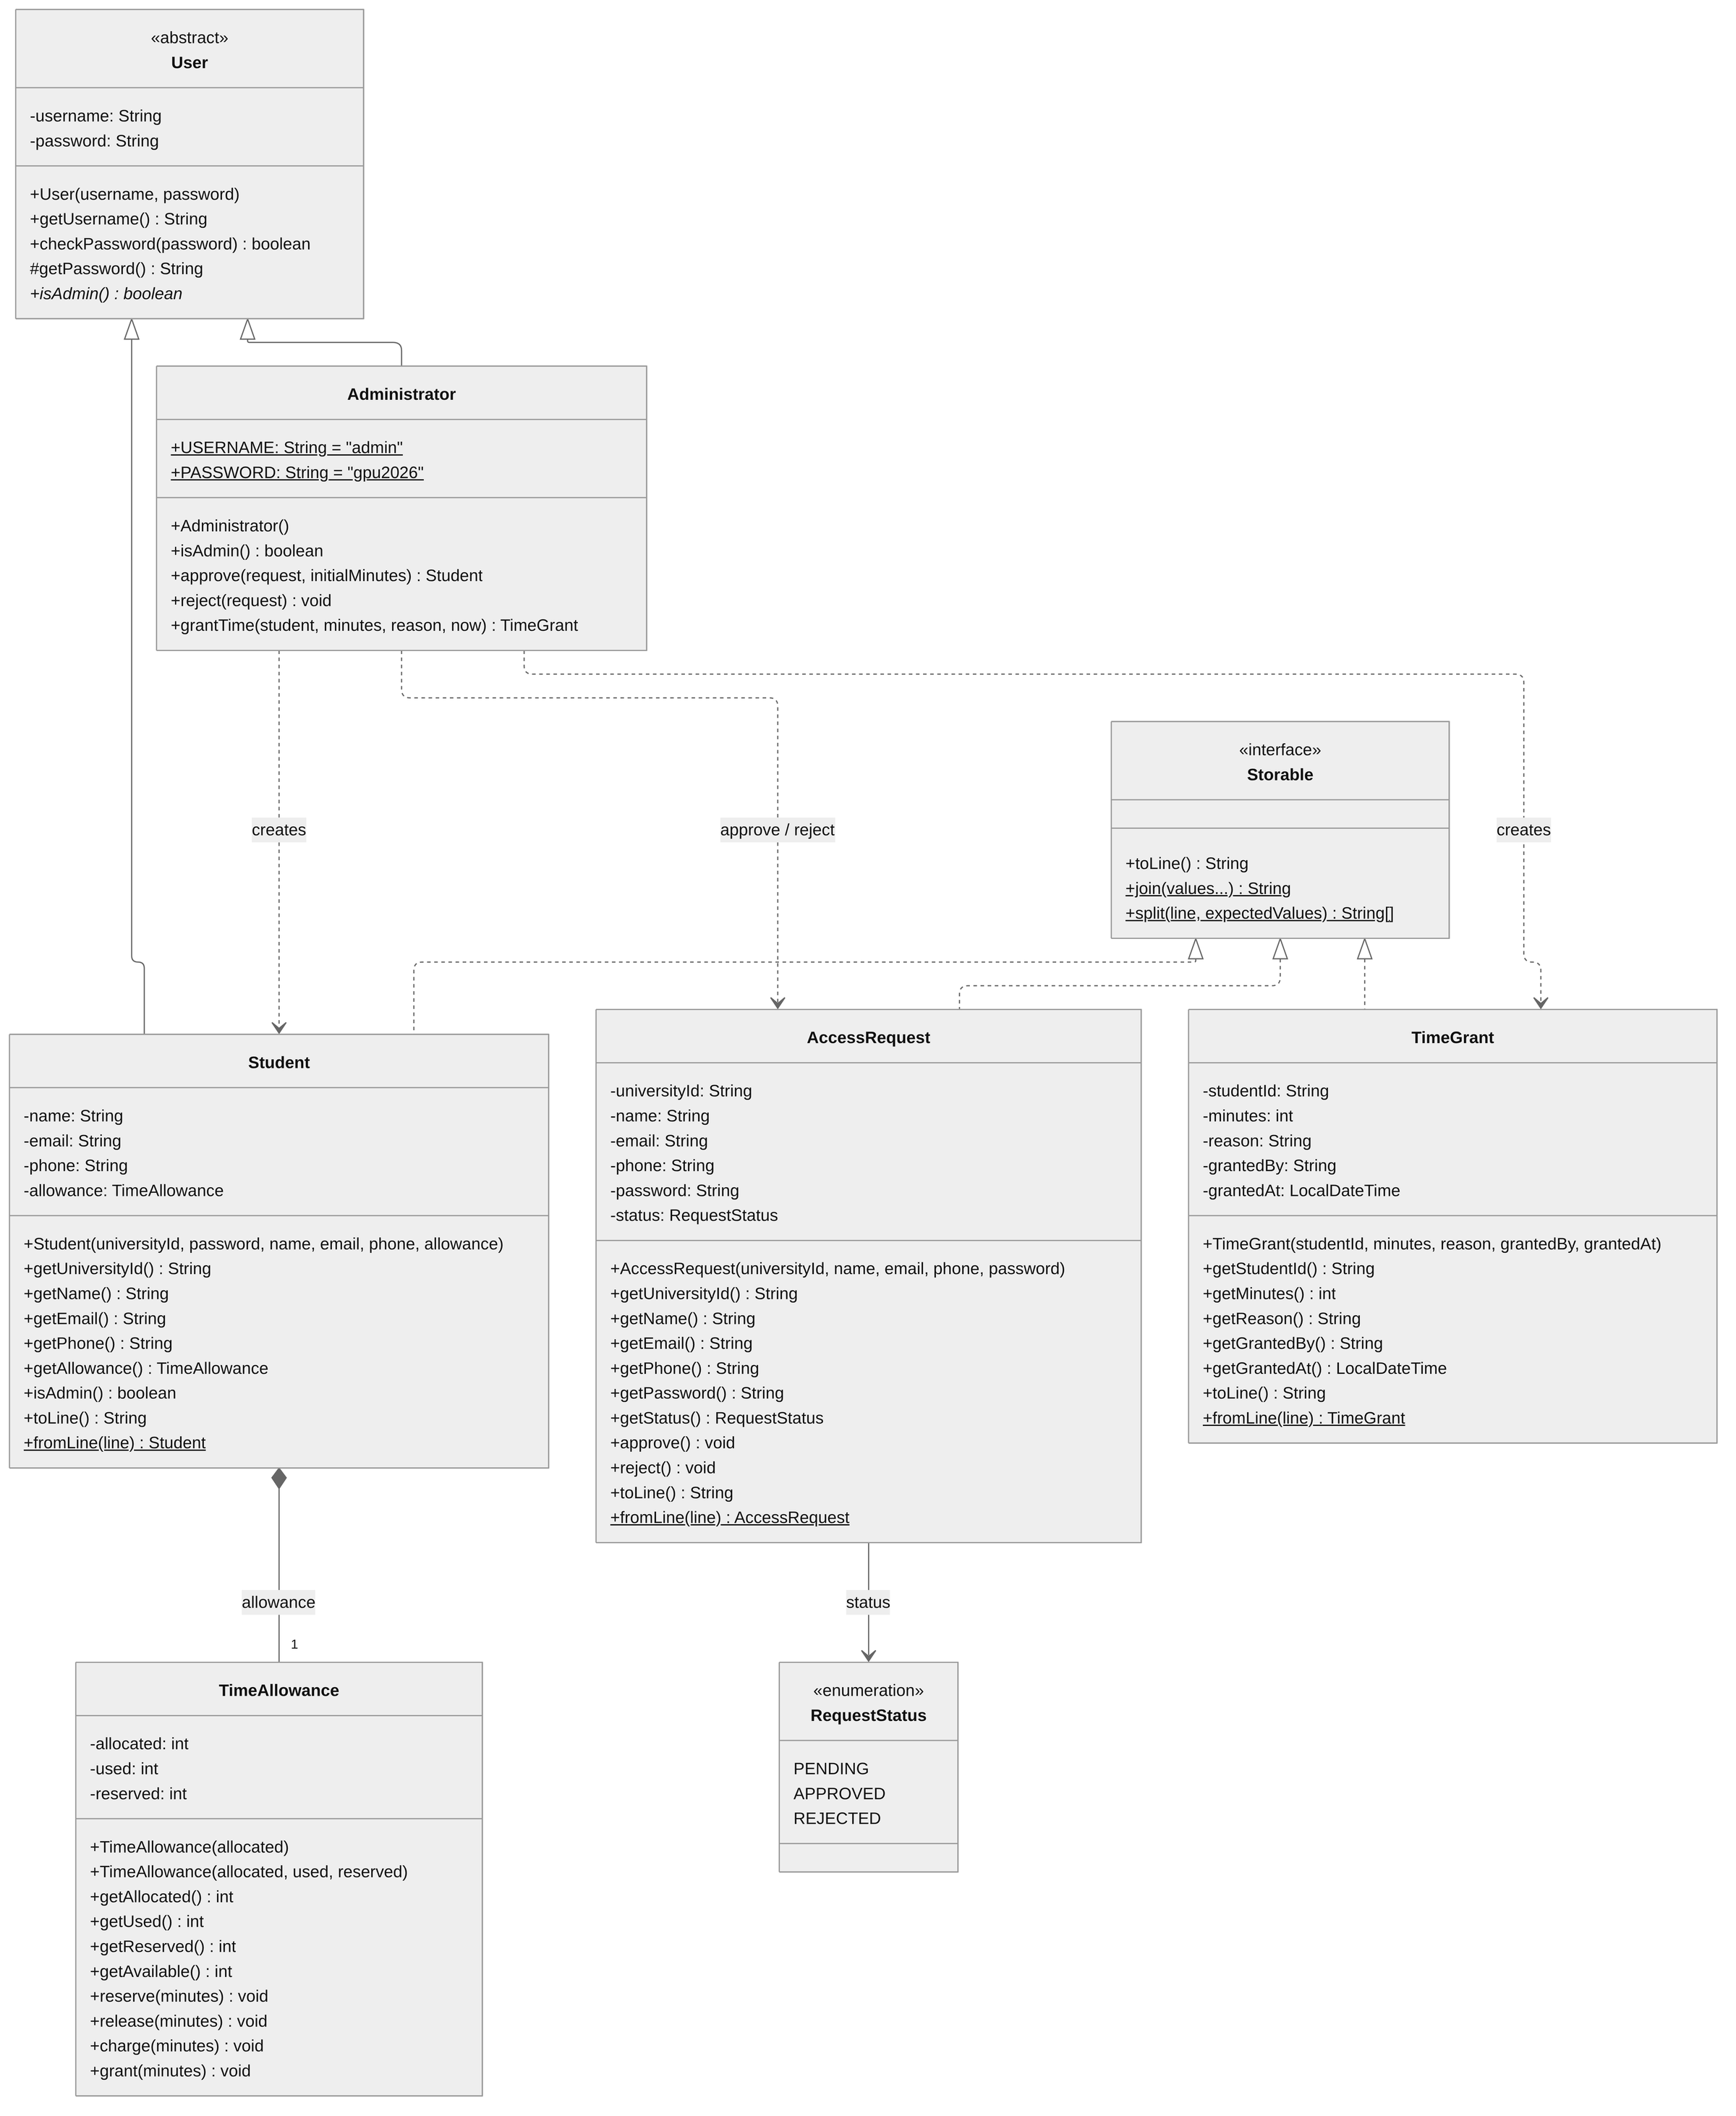 «abstract»
User
-username: String
-password: String
+User(username, password)
+getUsername() : String
+checkPassword(password) : boolean
#getPassword() : String
+isAdmin() : boolean
Administrator
+USERNAME: String = "admin"
+PASSWORD: String = "gpu2026"
+Administrator()
+isAdmin() : boolean
+approve(request, initialMinutes) : Student
+reject(request) : void
+grantTime(student, minutes, reason, now) : TimeGrant
creates
approve / reject
creates
«interface»
Storable
+toLine() : String
+join(values...) : String
+split(line, expectedValues) : String[]
Student
-name: String
-email: String
-phone: String
-allowance: TimeAllowance
+Student(universityId, password, name, email, phone, allowance)
+getUniversityId() : String
+getName() : String
+getEmail() : String
+getPhone() : String
+getAllowance() : TimeAllowance
+isAdmin() : boolean
+toLine() : String
+fromLine(line) : Student
AccessRequest
-universityId: String
-name: String
-email: String
-phone: String
-password: String
-status: RequestStatus
+AccessRequest(universityId, name, email, phone, password)
+getUniversityId() : String
+getName() : String
+getEmail() : String
+getPhone() : String
+getPassword() : String
+getStatus() : RequestStatus
+approve() : void
+reject() : void
+toLine() : String
+fromLine(line) : AccessRequest
TimeGrant
-studentId: String
-minutes: int
-reason: String
-grantedBy: String
-grantedAt: LocalDateTime
+TimeGrant(studentId, minutes, reason, grantedBy, grantedAt)
+getStudentId() : String
+getMinutes() : int
+getReason() : String
+getGrantedBy() : String
+getGrantedAt() : LocalDateTime
+toLine() : String
+fromLine(line) : TimeGrant
allowance
1
status
TimeAllowance
-allocated: int
-used: int
-reserved: int
+TimeAllowance(allocated)
+TimeAllowance(allocated, used, reserved)
+getAllocated() : int
+getUsed() : int
+getReserved() : int
+getAvailable() : int
+reserve(minutes) : void
+release(minutes) : void
+charge(minutes) : void
+grant(minutes) : void
«enumeration»
RequestStatus
PENDING
APPROVED
REJECTED